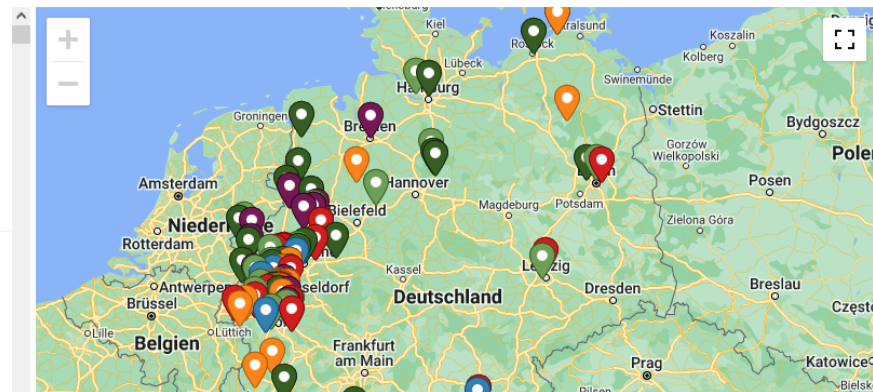 Kiel
Rostock
Koszalin
Kolberg
Lübeck
Swinemünde
Hamburg
Groningen
Stettin
Bremen
Bydgoszcz
Gorzów
Wielkopolski
Polen
Amsterdam
Hannover
Magdeburg
Potsdam
Posen
Bielefeld
Niederlande
Rotterdam
Zielona Góra
Leipzig
Kassel
Antwerpen
Düsseldorf
Deutschland
Dresden
Breslau
Brüssel
Lille
Lüttich
Belgien
Frankfurt
am Main
Prag
Katowice